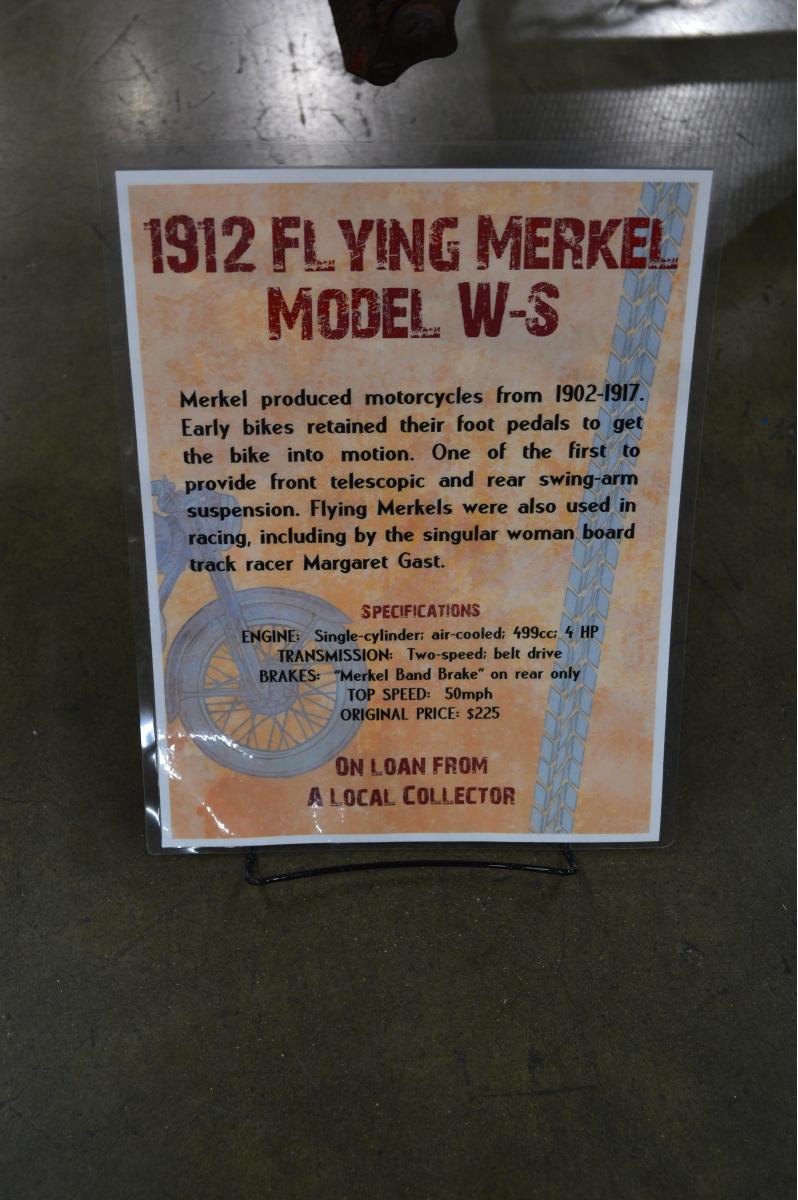 1912 FLYING MERKEL
MODEL W-S
Merkel produced motorcycles from 1902-1917.
Early bikes retained their foot pedals to get
the bike into motion. One of the first to
provide front telescopic and rear swing-arm
suspension. Flying Merkels were also used in
racing, including by the singular woman board
track racer Margaret Gast.
SPECIFICATIONS
ENGINE: Single-cylinder; air-cooled; 499cc; 4 HP
TRANSMISSION: Two-speed; belt drive
BRAKES: "Merkel Band Brake" on rear only
TOP SPEED: 50mph
ORIGINAL PRICE: $225
ON LOAN FROM
A LOCAL COLLECTOR